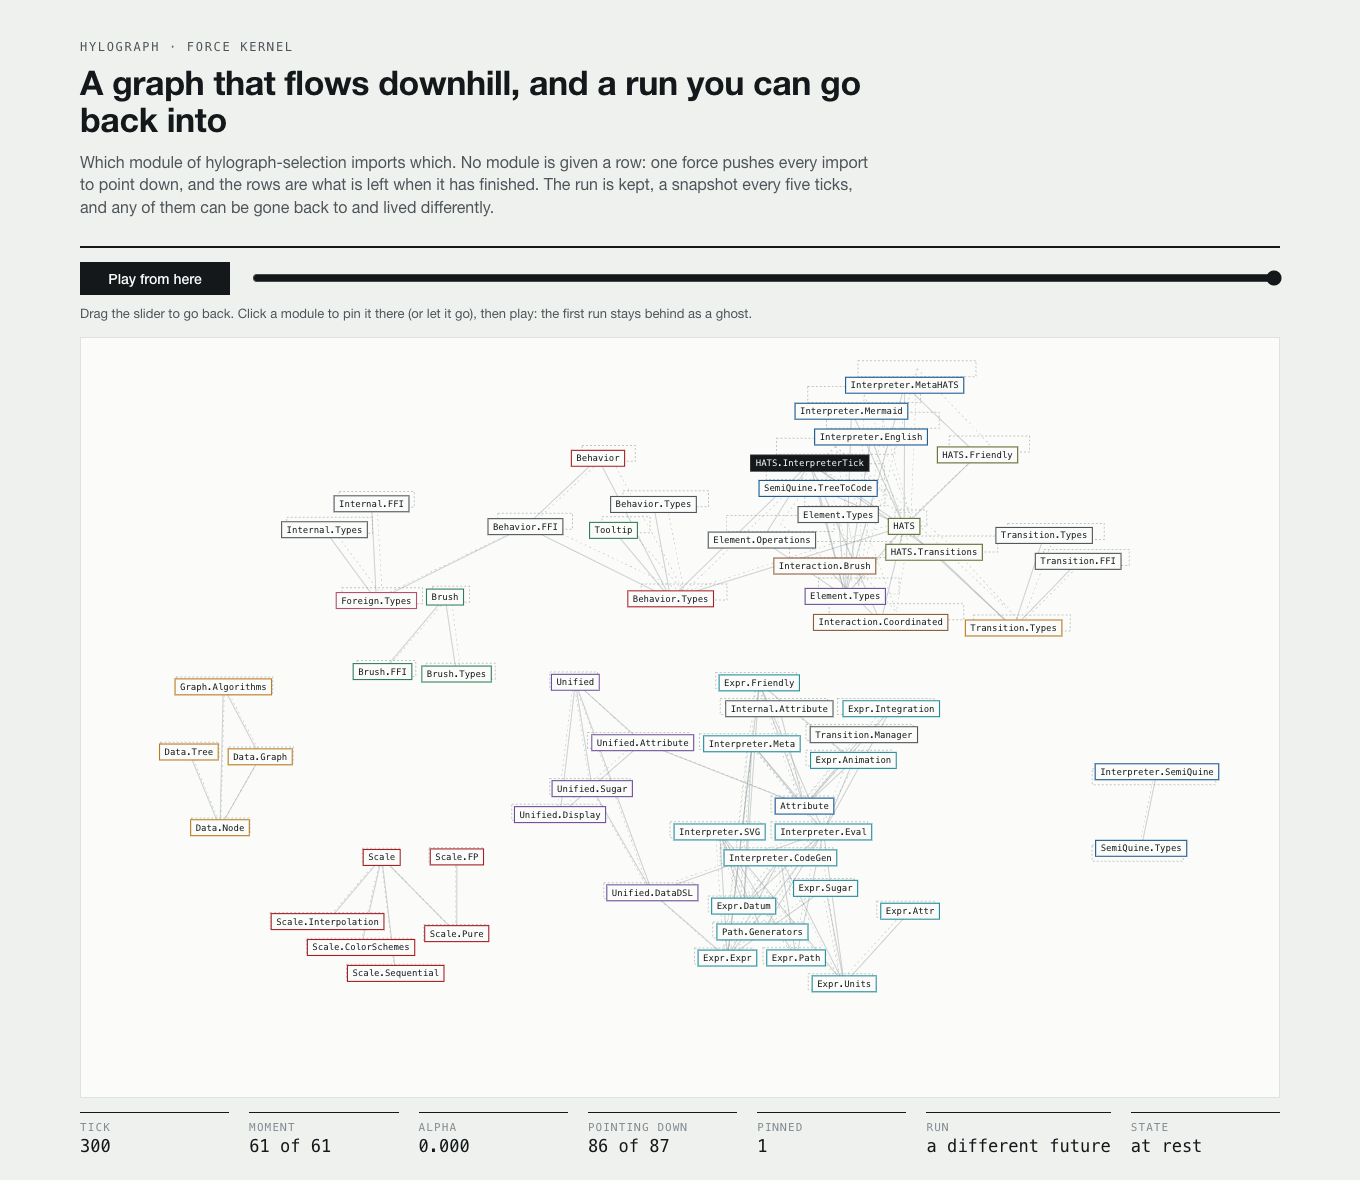 HYLOGRAPH · FORCE KERNEL
A graph that flows downhill, and a run you can go
back into
Which module of hylograph-selection imports which. No module is given a row: one force pushes every import
to point down, and the rows are what is left when it has finished. The run is kept, a snapshot every five ticks,
and any of them can be gone back to and lived differently.
Play from here
Drag the slider to go back. Click a module to pin it there (or let it go), then play: the first run stays behind as a ghost.
Interpreter.MetaHATS
Interpreter.Mermaid
Interpreter.English
HATS.Friendly
Behavior
HATS.InterpreterTick
SemiQuine.TreeToCode
Internal.FFI
Behavior.Types
Element.Types
Internal.Types
Behavior.FFI
Tooltip
HATS
Element.Operations
Transition.Types
HATS.Transitions
Transition.FFI
Interaction.Brush
Foreign.Types
Brush
Behavior.Types
Element.Types
Interaction.Coordinated
Transition.Types
Brush.FFI
Brush.Types
Graph.Algorithms
Unified
Expr.Friendly
Internal.Attribute
Expr.Integration
Transition.Manager
Data.Tree
Data.Graph
Unified.Attribute
Interpreter.Meta
Expr.Animation
Interpreter.SemiQuine
Unified.Sugar
Attribute
Unified.Display
Data.Node
Interpreter.SVG
Interpreter.Eval
SemiQuine.Types
Scale
Scale.FP
Interpreter.CodeGen
Unified.DataDSL
Expr.Sugar
Expr.Datum
Expr.Attr
Scale.Interpolation
Scale.Pure
Path.Generators
Scale.ColorSchemes
Expr.Expr
Expr.Path
Scale.Sequential
Expr.Units
TICK
300
MOMENT
61 of 61
ALPHA
0.000
POINTING DOWN
86 of 87
PINNED
1
RUN
a different future
STATE
at rest